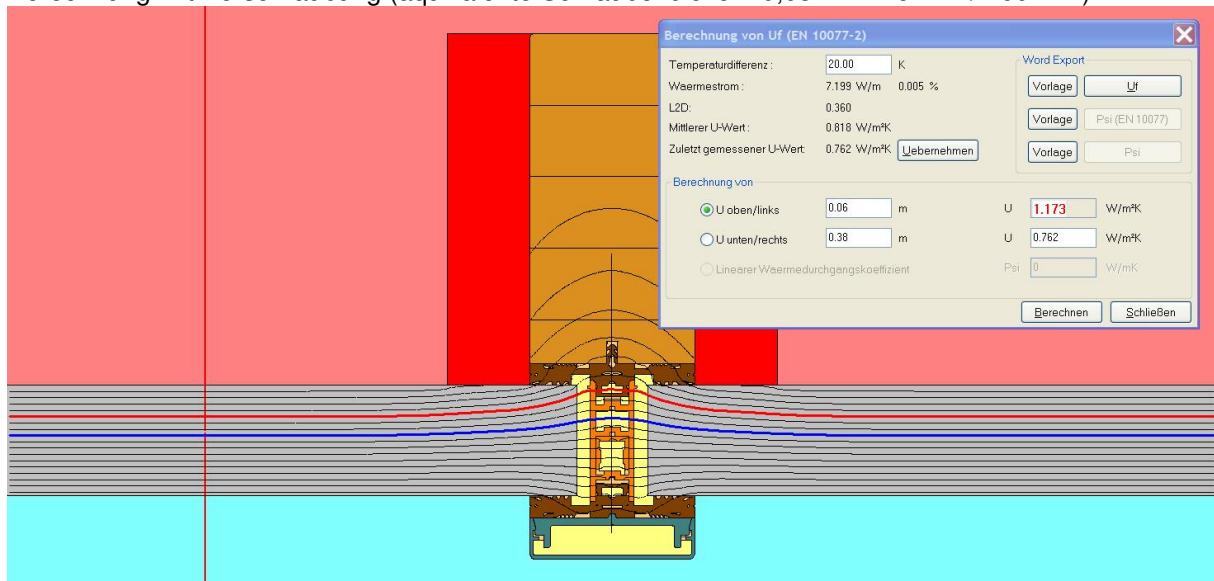 Berechnung von Uf (EN 10077-2)
Temperaturdifferenz : 20.00 K
Waermestrom : 7.199 W/m 0.005 %
L2D: 0.360
Mittlerer U-Wert : 0.818 W/m²K
Zuletzt gemessener U-Wert: 0.762 W/m²K Uebernehmen
Word Export
Vorlage Uf
Vorlage Psi (EN 10077)
Vorlage Psi
Berechnung von
U oben/links 0.06 m U 1.173 W/m²K
U unten/rechts 0.38 m U 0.762 W/m²K
Linearer Waermedurchgangskoeffizient Psi 0 W/mK
Berechnen Schließen